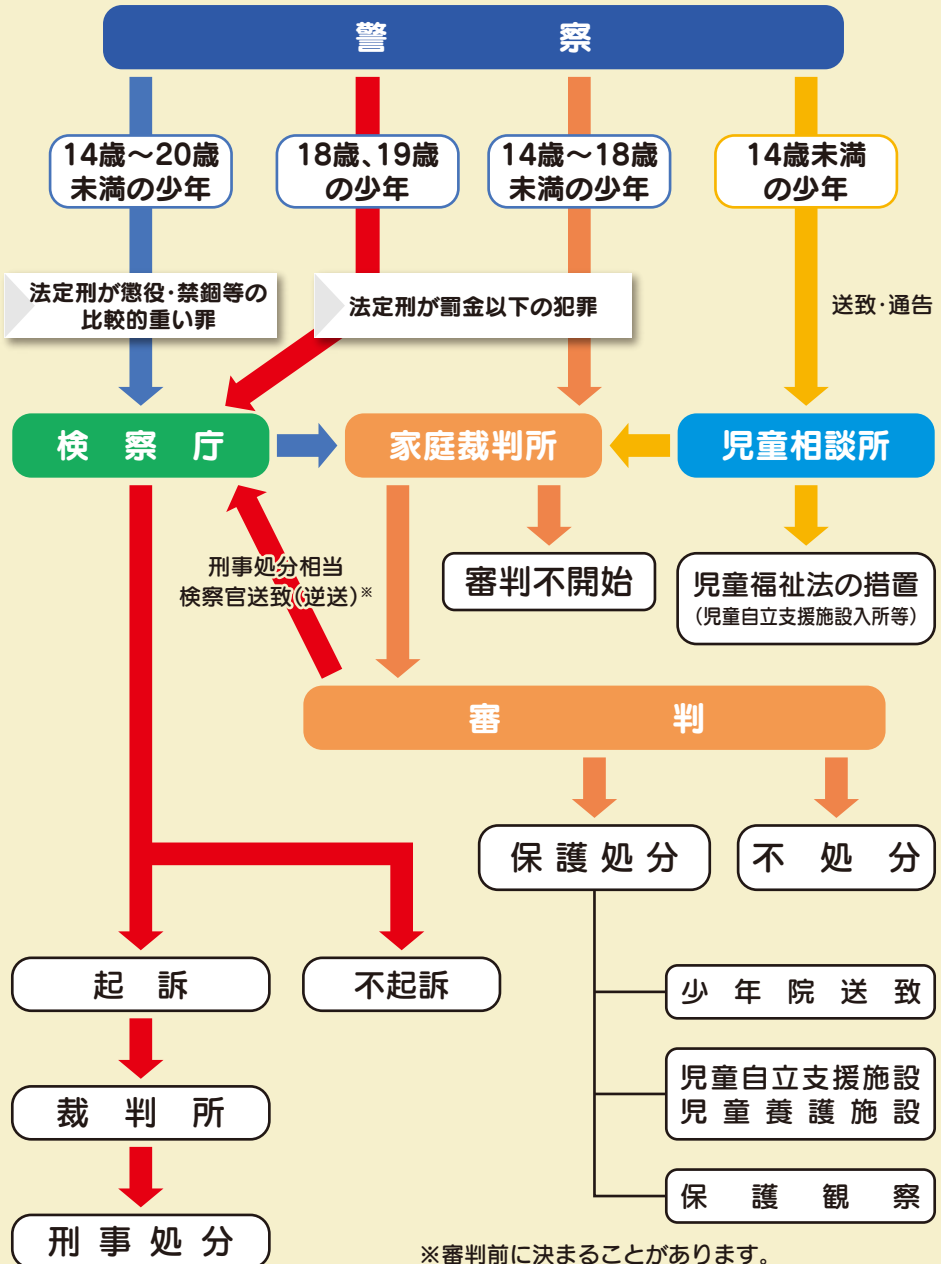 警察
14歳～20歳
未満の少年
18歳、19歳
の少年
14歳～18歳
未満の少年
14歳未満
の少年
法定刑が懲役・禁錮等の
比較的重い罪
法定刑が罰金以下の犯罪
送致・通告
検察庁
家庭裁判所
児童相談所
刑事処分相当
検察官送致(逆送)※
審判不開始
児童福祉法の措置
(児童自立支援施設入所等)
審判
保護処分
不処分
起訴
不起訴
少年院送致
児童自立支援施設
児童養護施設
裁判所
保護観察
刑事処分
※審判前に決まることがあります。